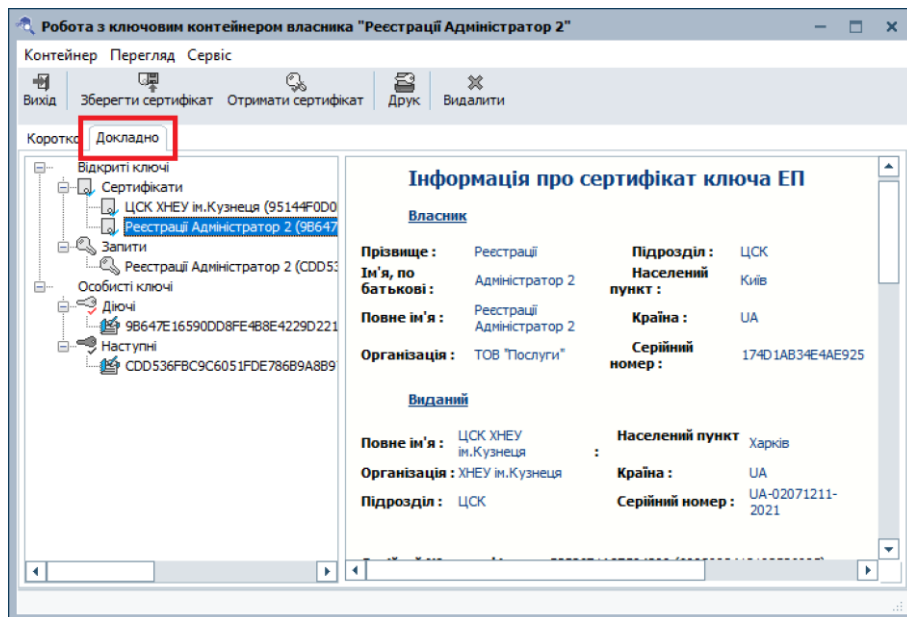 Робота з ключовим контейнером власника "Реєстрації Адміністратор 2"
Контейнер Перегляд Сервіс
Вихід Зберегти сертифікат Отримати сертифікат Друк Видалити
Коротко Докладно
Відкриті ключі
Сертифікати
ЦСК ХНЕУ ім.Кузнеця (95144F0D0
Реєстрації Адміністратор 2 (9B647
Запити
Реєстрації Адміністратор 2 (CDD53
Особисті ключі
Діючі
9B647E16590DD8FE4B8E4229D221
Наступні
CDD536FBC9C6051FDE786B9A8B9
Інформація про сертифікат ключа ЕП
Власник
Прізвище : Реєстрації Підрозділ : ЦСК
Ім'я, по батькові : Адміністратор 2 Населений пункт : Київ
Повне ім'я : Реєстрації Адміністратор 2 Країна : UA
Організація : ТОВ "Послуги" Серійний номер : 174D1AB34E4AE925
Виданий
Повне ім'я : ЦСК ХНЕУ ім.Кузнеця Населений пункт : Харків
Організація : ХНЕУ ім.Кузнеця Країна : UA
Підрозділ : ЦСК Серійний номер : UA-02071211-2021